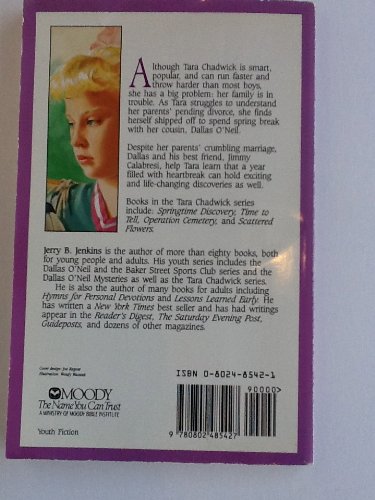 Although Tara Chadwick is smart,
popular, and can run faster and
throw harder than most boys,
she has a big problem: her family is in
trouble. As Tara struggles to understand
her parents' pending divorce, she finds
herself shipped off to spend spring break
with her cousin, Dallas O'Neil.
Despite her parents' crumbling marriage,
Dallas and his best friend, Jimmy
Calabresi, help Tara learn that a year
filled with heartbreak can hold exciting
and life-changing discoveries as well.
Books in the Tara Chadwick series
include: Springtime Discovery, Time to
Tell, Operation Cemetery, and Scattered
Flowers.
Jerry B. Jenkins is the author of more than eighty books, both
for young people and adults. His youth series includes the
Dallas O'Neil and the Baker Street Sports Club series and the
Dallas O'Neil Mysteries as well as the Tara Chadwick series.
He is also the author of many books for adults including
Hymns for Personal Devotions and Lessons Learned Early. He
has written a New York Times best seller and has had writings
appear in the Reader's Digest, The Saturday Evening Post,
Guideposts, and dozens of other magazines.
Cover design: Joe Ragont
Illustration:
MOODY
The Name You Can Trust
A MINISTRY OF MOODY BIBLE INSTITUTE
Youth Fiction
ISBN 0-8024-8542-1
90000>
9 780802 485427